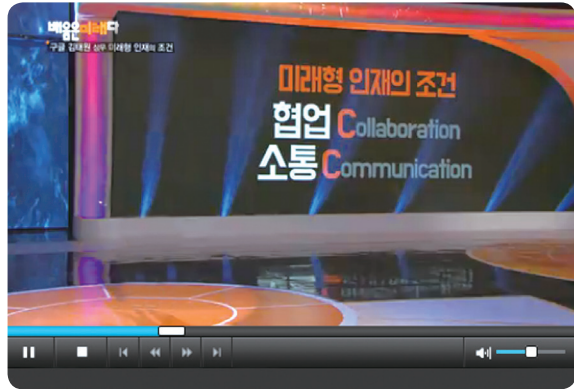 배움은미래다
구글 김태원 상무 미래형 인재의 조건
미래형 인재의 조건
협업 Collaboration
소통 Communication